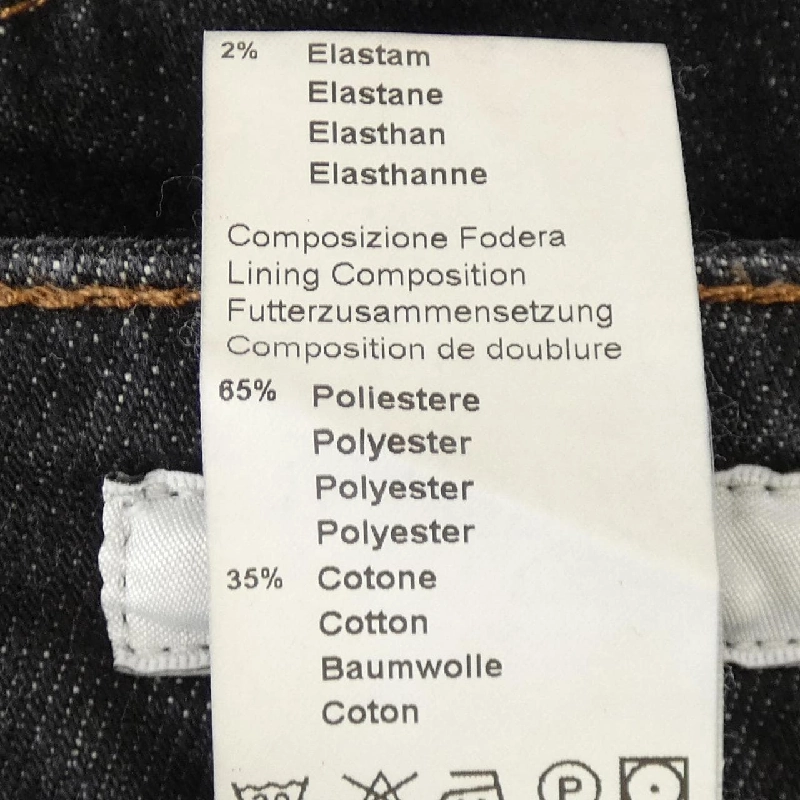 2% Elastam
Elastane
Elasthan
Elasthanne
Composizione Fodera
Lining Composition
Futterzusammensetzung
Composition de doublure
65% Poliestere
Polyester
Polyester
Polyester
35% Cotone
Cotton
Baumwolle
Coton
P